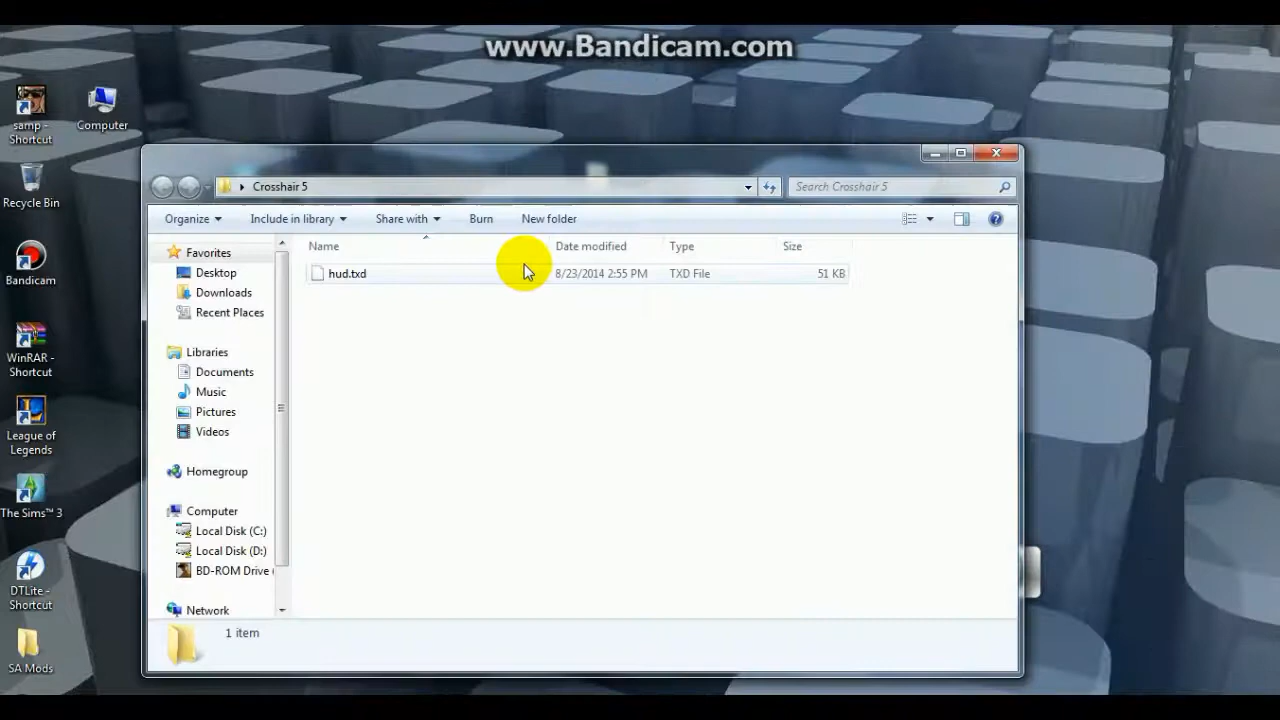 www.Bandicam.com
samp -
Shortcut
Computer
Recycle Bin
Bandicam
WinRAR -
Shortcut
League of
Legends
The Sims™ 3
DTLite -
Shortcut
SA Mods
Crosshair 5
Search Crosshair 5
Organize
Include in library
Share with
Burn
New folder
Name
Date modified
Type
Size
hud.txd
8/23/2014 2:55 PM
TXD File
51 KB
Favorites
Desktop
Downloads
Recent Places
Libraries
Documents
Music
Pictures
Videos
Homegroup
Computer
Local Disk (C:)
Local Disk (D:)
BD-ROM Drive (
Network
1 item